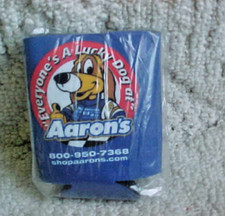 "Everyone's A Lucky Dog at"
Aaron's
800-950-7368
shopaarons.com